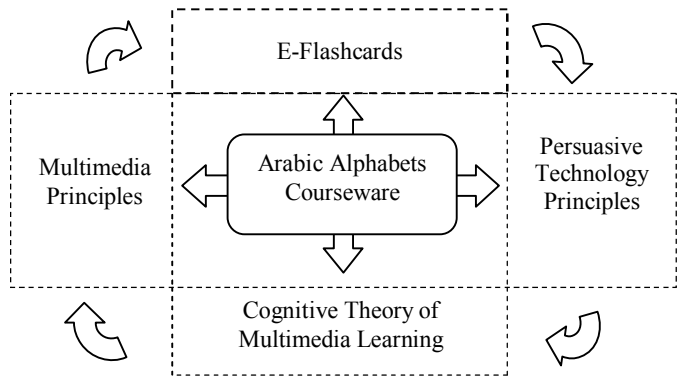 E-Flashcards
Multimedia
Principles
Arabic Alphabets
Courseware
Persuasive
Technology
Principles
Cognitive Theory of
Multimedia Learning